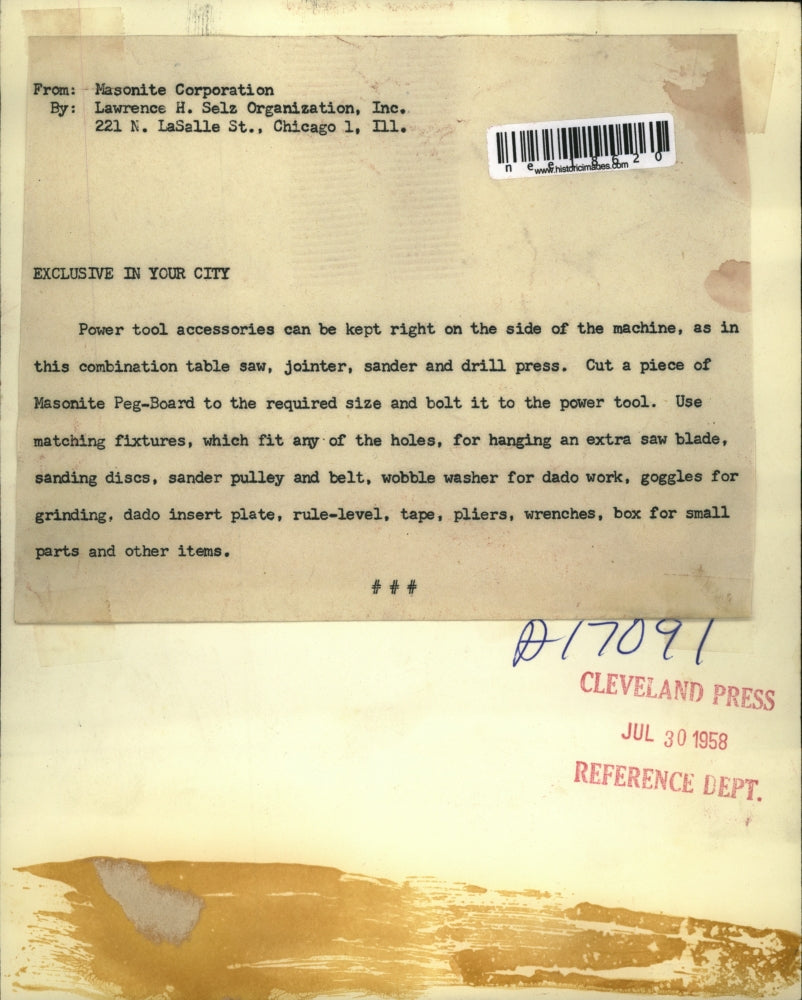 From: Masonite Corporation
By: Lawrence H. Selz Organization, Inc.
221 N. LaSalle St., Chicago 1, Ill.
nee18620
www.historicimages.com
EXCLUSIVE IN YOUR CITY
Power tool accessories can be kept right on the side of the machine, as in
this combination table saw, jointer, sander and drill press. Cut a piece of
Masonite Peg-Board to the required size and bolt it to the power tool. Use
matching fixtures, which fit any of the holes, for hanging an extra saw blade,
sanding discs, sander pulley and belt, wobble washer for dado work, goggles for
grinding, dado insert plate, rule-level, tape, pliers, wrenches, box for small
parts and other items.
# # #
D17091
CLEVELAND PRESS
JUL 30 1958
REFERENCE DEPT.